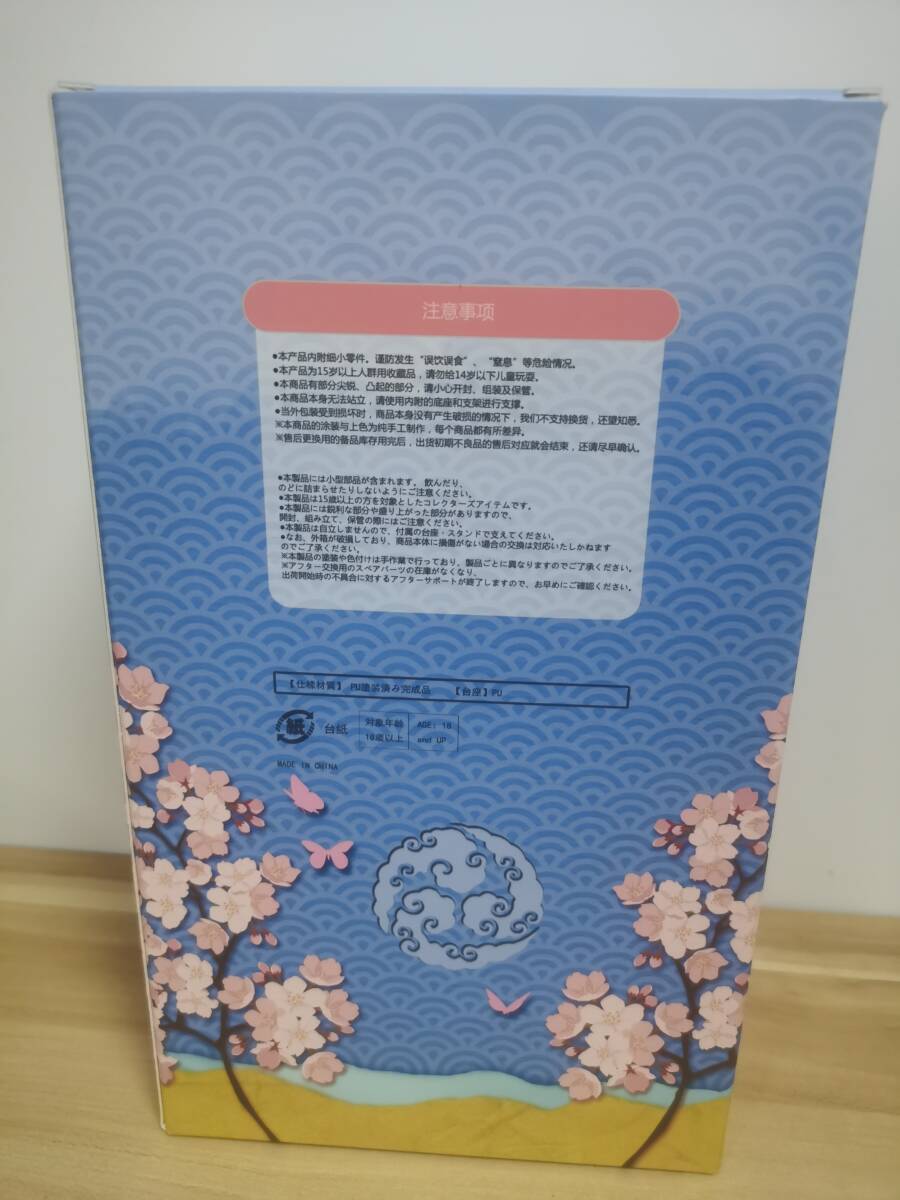 注意事项
●本产品内附细小零件。谨防发生“误饮误食”、“窒息”等危险情况。
●本产品为15岁以上人群用收藏品，请勿给14岁以下儿童玩耍。
●本商品有部分尖锐、凸起的部分，请小心开封、组装及保管。
●本商品本身无法站立，请使用内附的底座和支架进行支撑。
●当外包装受到损坏时，商品本身没有产生破损的情况下，我们不支持换货，还望知悉。
※本商品的涂装与上色为纯手工制作，每个商品都有所差异。
※售后更换用的备品库存用完后，出货初期不良品的售后对应就会结束，还请尽早确认。
●本製品には小型部品が含まれます。飲んだり、
のどに詰まらせたりしないようにご注意ください。
●本製品は15歳以上の方を対象としたコレクターズアイテムです。
●本製品には鋭利な部分や盛り上がった部分がありますので、
開封、組み立て、保管の際にはご注意ください。
●本製品は自立しませんので、付属の台座・スタンドで支えてください。
●なお、外箱が破損しており、商品本体に損傷がない場合の交換は対応いたしかねます
のでご了承ください。
※本製品の塗装や色付けは手作業で行っており、製品ごとに異なりますのでご了承ください。
※アフター交換用のスペアパーツの在庫がなくなり、
出荷開始時の不具合に対するアフターサポートが終了しますので、お早めにご確認ください。
【仕様材質】 PU塗装済み完成品 【台座】PU
紙 台紙 対象年齢 AGE: 18
18歳以上 and UP
MADE IN CHINA